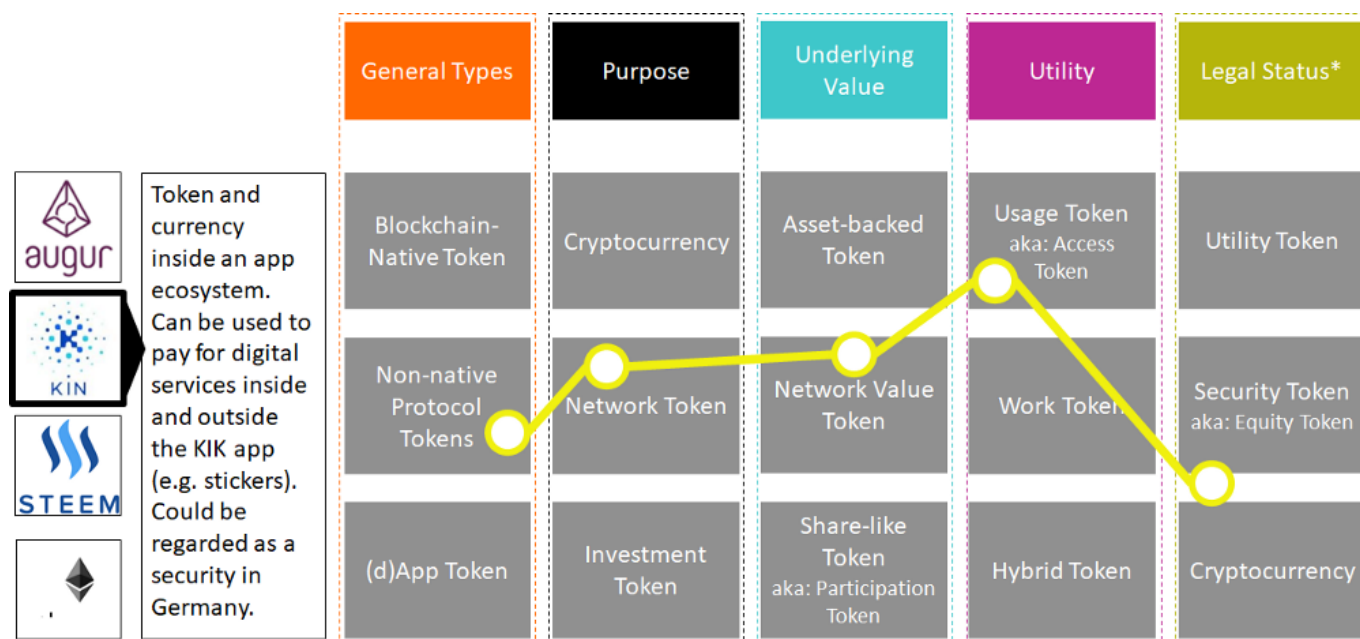 General Types
Purpose
Underlying
Value
Utility
Legal Status*
augur
KIN
STEEM
Token and
currency
inside an app
ecosystem.
Can be used to
pay for digital
services inside
and outside
the KIK app
(e.g. stickers).
Could be
regarded as a
security in
Germany.
Blockchain-
Native Token
Cryptocurrency
Asset-backed
Token
Usage Token
aka: Access
Token
Utility Token
Non-native
Protocol
Tokens
Network Token
Network Value
Token
Work Token
Security Token
aka: Equity Token
(d)App Token
Investment
Token
Share-like
Token
aka: Participation
Token
Hybrid Token
Cryptocurrency